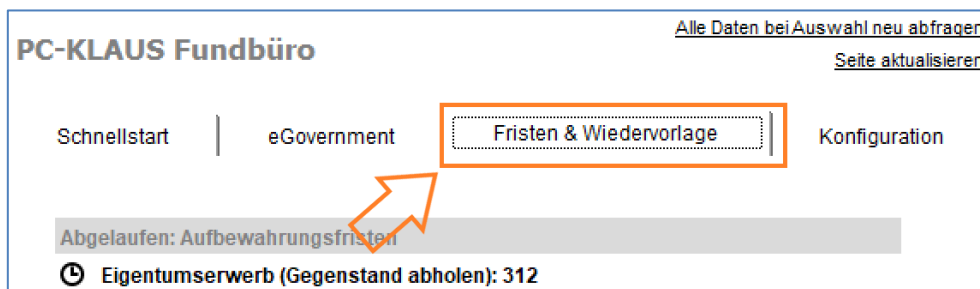 Alle Daten bei Auswahl neu abfragen
PC-KLAUS Fundbüro
Seite aktualisieren
Schnellstart
eGovernment
Fristen & Wiedervorlage
Konfiguration
Abgelaufen: Aufbewahrungsfristen
Eigentumserwerb (Gegenstand abholen): 312